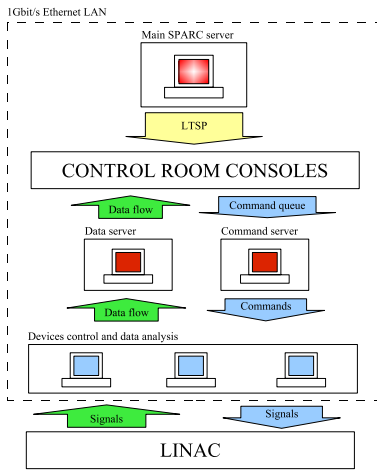 1Gbit/s Ethernet LAN
Main SPARC server
LTSP
CONTROL ROOM CONSOLES
Data flow
Command queue
Data server
Command server
Data flow
Commands
Devices control and data analysis
Signals
Signals
LINAC